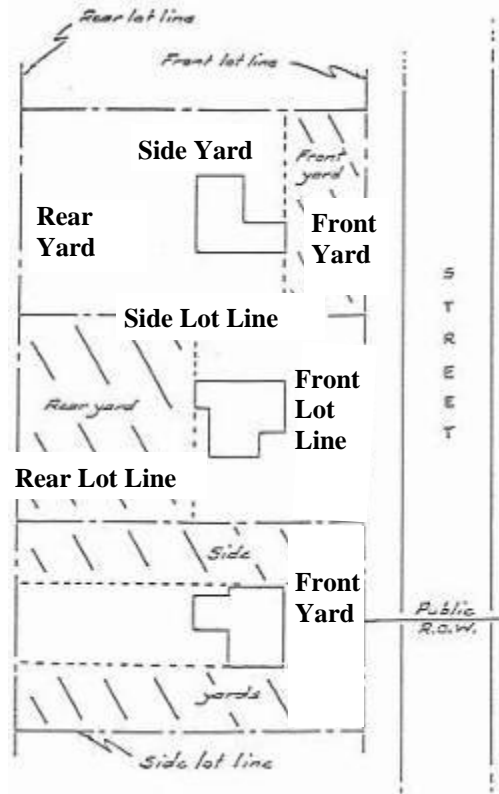 Rear lot line
Front lot line
Side Yard
Front
yard
Rear
Yard
Front
Yard
STREET
Side Lot Line
Front
Lot
Line
Rear yard
Rear Lot Line
Side
Front
Yard
Public
R.O.W.
yards
Side lot line